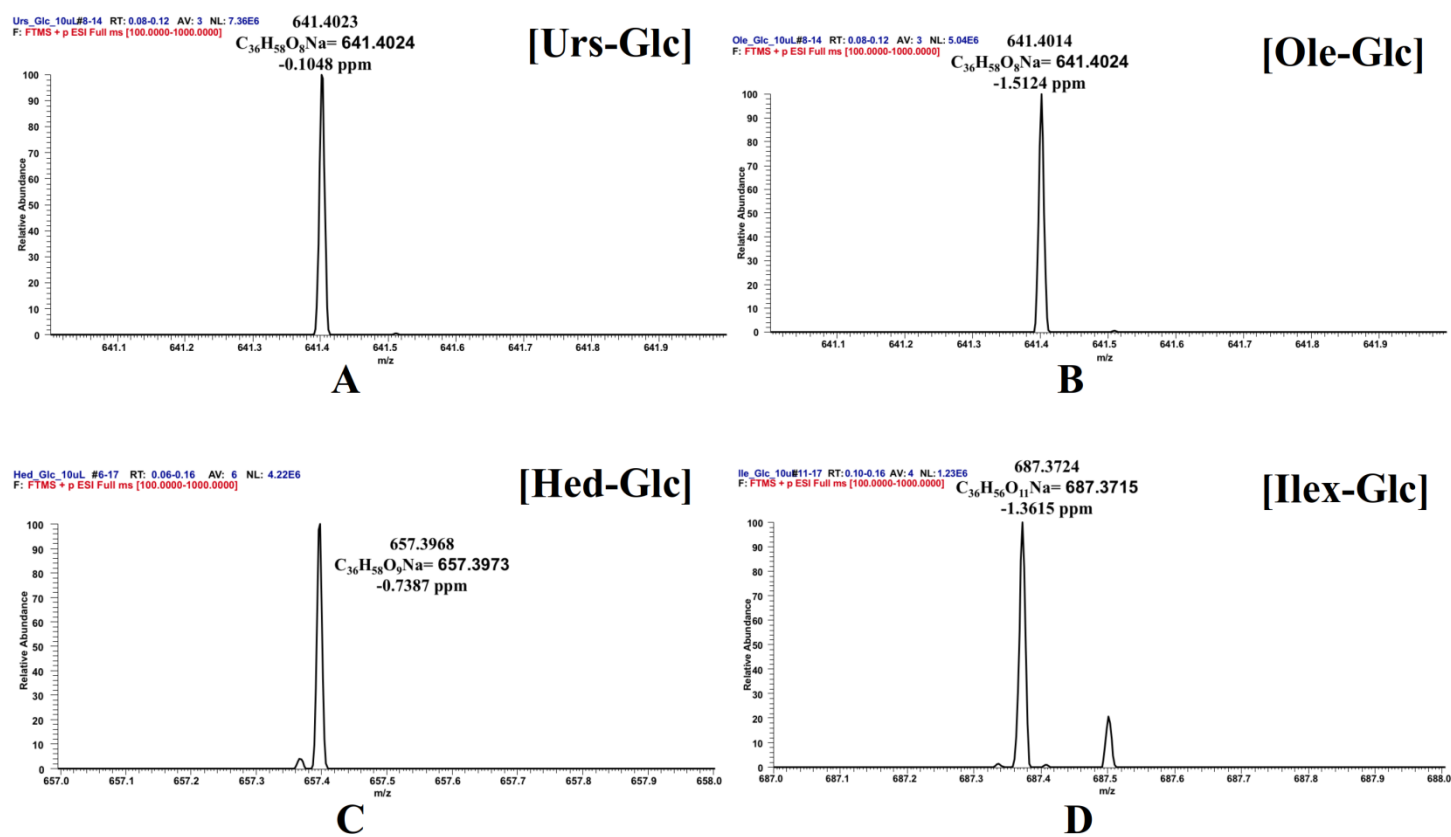 Urs_Glc_10uL#8-14 RT: 0.08-0.12 AV: 3 NL: 7.36E6
F: FTMS + p ESI Full ms [100.0000-1000.0000]
641.4023
C₃₆H₅₈O₈Na= 641.4024
-0.1048 ppm
[Urs-Glc]
Relative Abundance
100
90
80
70
60
50
40
30
20
10
0
641.1 641.2 641.3 641.4 641.5 641.6 641.7 641.8 641.9
m/z
A
Ole_Glc_10uL#8-14 RT: 0.08-0.12 AV: 3 NL: 5.04E6
F: FTMS + p ESI Full ms [100.0000-1000.0000]
641.4014
C₃₆H₅₈O₈Na= 641.4024
-1.5124 ppm
[Ole-Glc]
Relative Abundance
100
90
80
70
60
50
40
30
20
10
0
641.1 641.2 641.3 641.4 641.5 641.6 641.7 641.8 641.9
m/z
B
Hed_Glc_10uL #6-17 RT: 0.06-0.16 AV: 6 NL: 4.22E6
F: FTMS + p ESI Full ms [100.0000-1000.0000]
[Hed-Glc]
657.3968
C₃₆H₅₈O₉Na= 657.3973
-0.7387 ppm
Relative Abundance
100
90
80
70
60
50
40
30
20
10
0
657.0 657.1 657.2 657.3 657.4 657.5 657.6 657.7 657.8 657.9 658.0
m/z
C
Ile_Glc_10uL#11-17 RT: 0.10-0.16 AV: 4 NL: 1.23E6
F: FTMS + p ESI Full ms [100.0000-1000.0000]
687.3724
C₃₆H₅₆O₁₁Na= 687.3715
-1.3615 ppm
[Ilex-Glc]
Relative Abundance
100
90
80
70
60
50
40
30
20
10
0
687.0 687.1 687.2 687.3 687.4 687.5 687.6 687.7 687.8 687.9 688.0
m/z
D